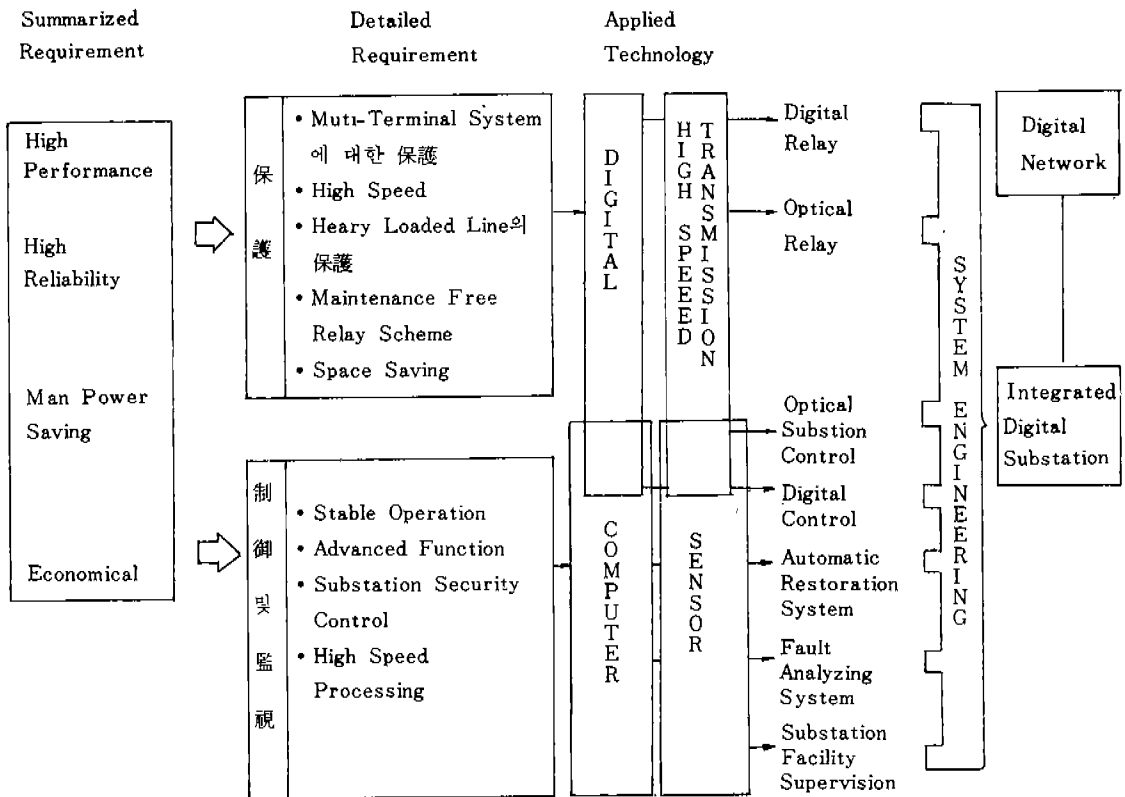 Summarized
Requirement
Detailed
Requirement
Applied
Technology
High
Performance
High
Reliability
Man Power
Saving
Economical
保護
• Muti-Terminal System
에 대한 保護
• High Speed
• Heary Loaded Line의
保護
• Maintenance Free
Relay Scheme
• Space Saving
制御및監視
• Stable Operation
• Advanced Function
• Substation Security
Control
• High Speed
Processing
DIGITAL
HIGH SPEEED
TRANSMISSION
COMPUTER
SENSOR
Digital
Relay
Optical
Relay
Optical
Substion
Control
Digital
Control
Automatic
Restoration
System
Fault
Analyzing
System
Substation
Facility
Supervision
SYSTEM ENGINEERING
Digital
Network
Integrated
Digital
Substation